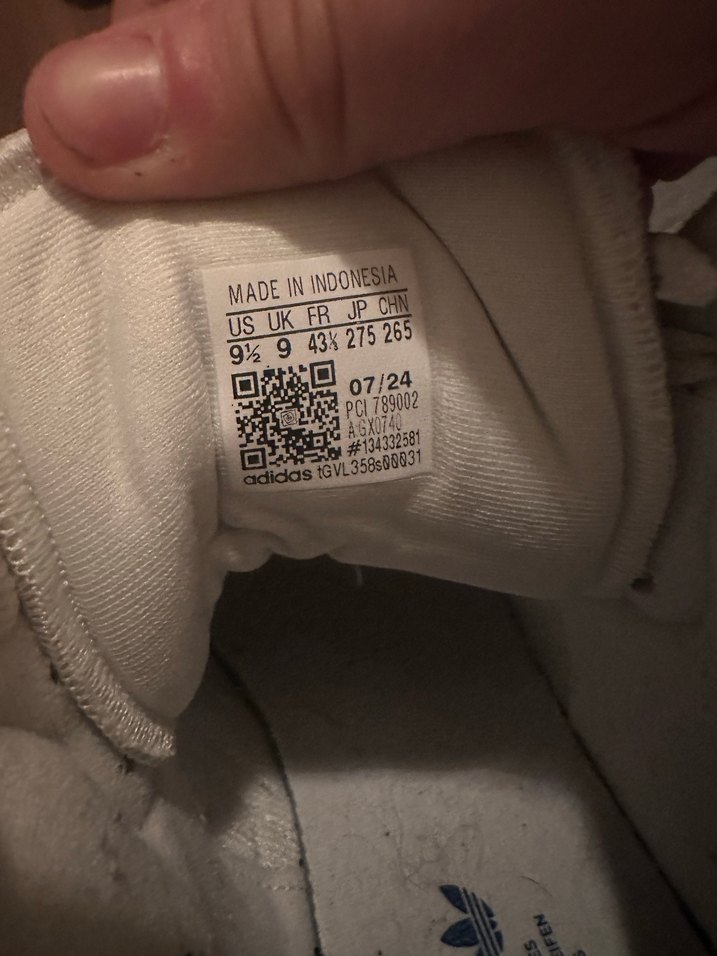 MADE IN INDONESIA
US UK FR JP CHN
9½ 9 43⅓ 275 265
07/24
PCI 789002
AGX0740
#134332581
adidas tGVL358s00031
EIFEN